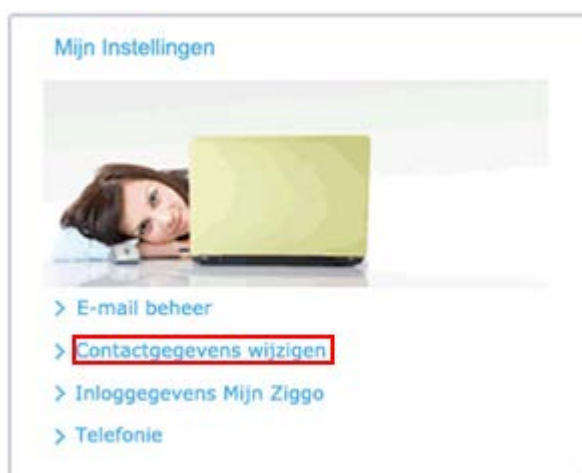 Mijn Instellingen
> E-mail beheer
> Contactgegevens wijzigen
> Inloggegevens Mijn Ziggo
> Telefonie